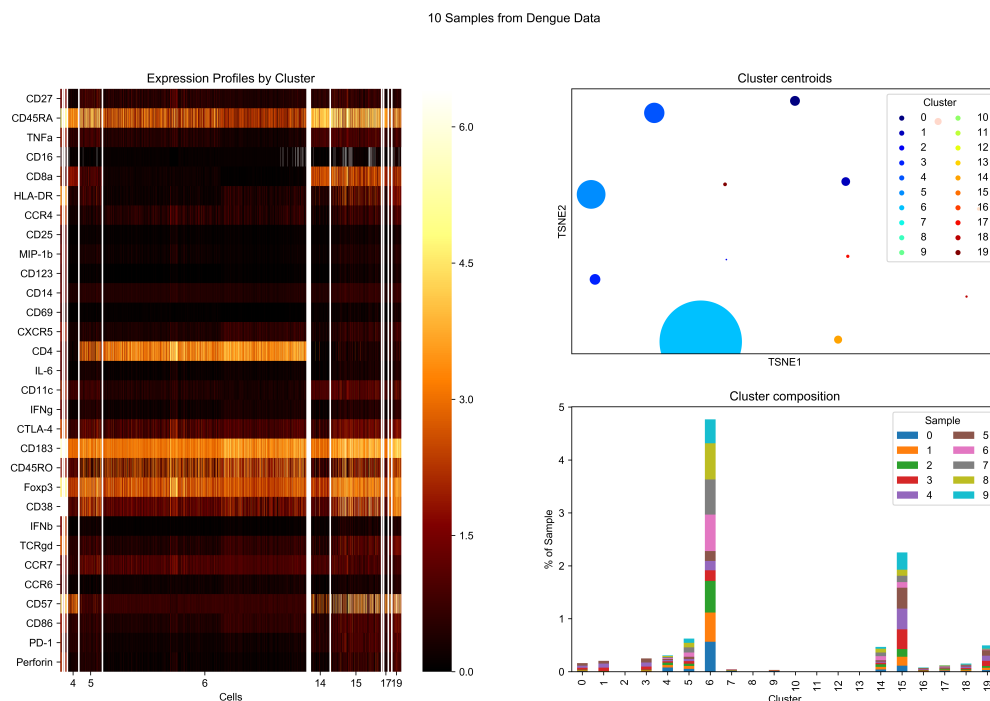 10 Samples from Dengue Data
Expression Profiles by Cluster
CD27
CD45RA
TNFa
CD16
CD8a
HLA-DR
CCR4
CD25
MIP-1b
CD123
CD14
CD69
CXCR5
CD4
IL-6
CD11c
IFNg
CTLA-4
CD183
CD45RO
Foxp3
CD38
IFNb
TCRgd
CCR7
CCR6
CD57
CD86
PD-1
Perforin
4 5 6 14 15 1719
Cells
6.0
4.5
3.0
1.5
0.0
Cluster centroids
TSNE2
TSNE1
Cluster
0 10
1 11
2 12
3 13
4 14
5 15
6 16
7 17
8 18
9 19
Cluster composition
% of Sample
5
4
3
2
1
0
Sample
0 5
1 6
2 7
3 8
4 9
0 1 2 3 4 5 6 7 8 9 10 11 12 13 14 15 16 17 18 19
Cluster